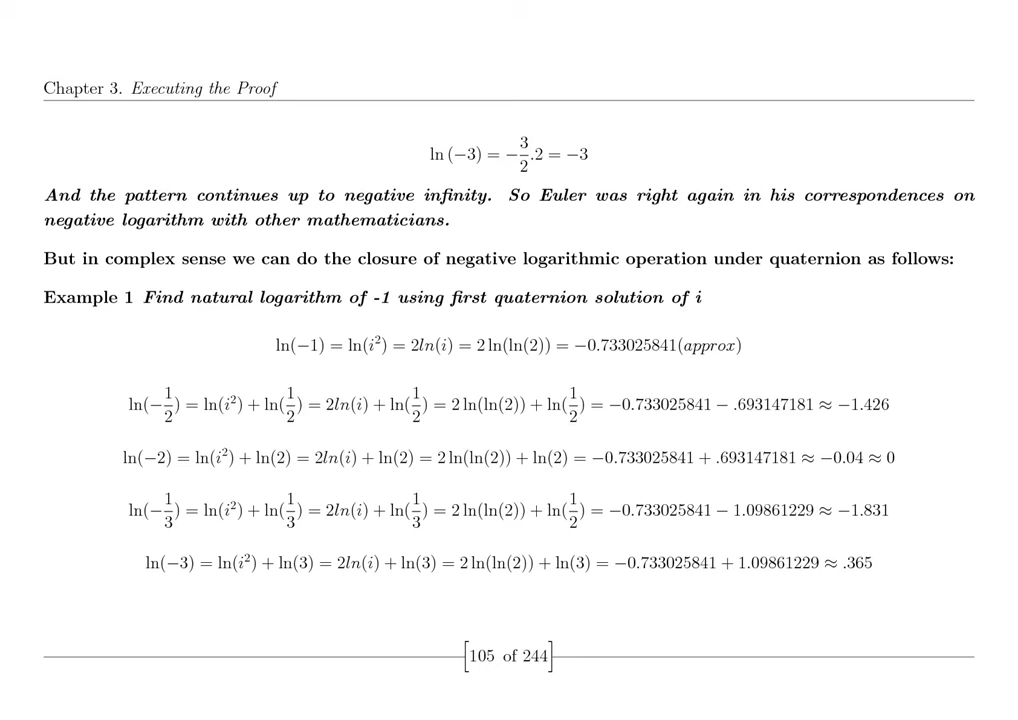 Chapter 3. Executing the Proof
ln (−3) = −3/2.2 = −3
And the pattern continues up to negative infinity. So Euler was right again in his correspondences on
negative logarithm with other mathematicians.
But in complex sense we can do the closure of negative logarithmic operation under quaternion as follows:
Example 1 Find natural logarithm of -1 using first quaternion solution of i
ln(−1) = ln(i²) = 2ln(i) = 2 ln(ln(2)) = −0.733025841(approx)
ln(−1/2) = ln(i²) + ln(1/2) = 2ln(i) + ln(1/2) = 2 ln(ln(2)) + ln(1/2) = −0.733025841 − .693147181 ≈ −1.426
ln(−2) = ln(i²) + ln(2) = 2ln(i) + ln(2) = 2 ln(ln(2)) + ln(2) = −0.733025841 + .693147181 ≈ −0.04 ≈ 0
ln(−1/3) = ln(i²) + ln(1/3) = 2ln(i) + ln(1/3) = 2 ln(ln(2)) + ln(1/2) = −0.733025841 − 1.09861229 ≈ −1.831
ln(−3) = ln(i²) + ln(3) = 2ln(i) + ln(3) = 2 ln(ln(2)) + ln(3) = −0.733025841 + 1.09861229 ≈ .365
[105 of 244]